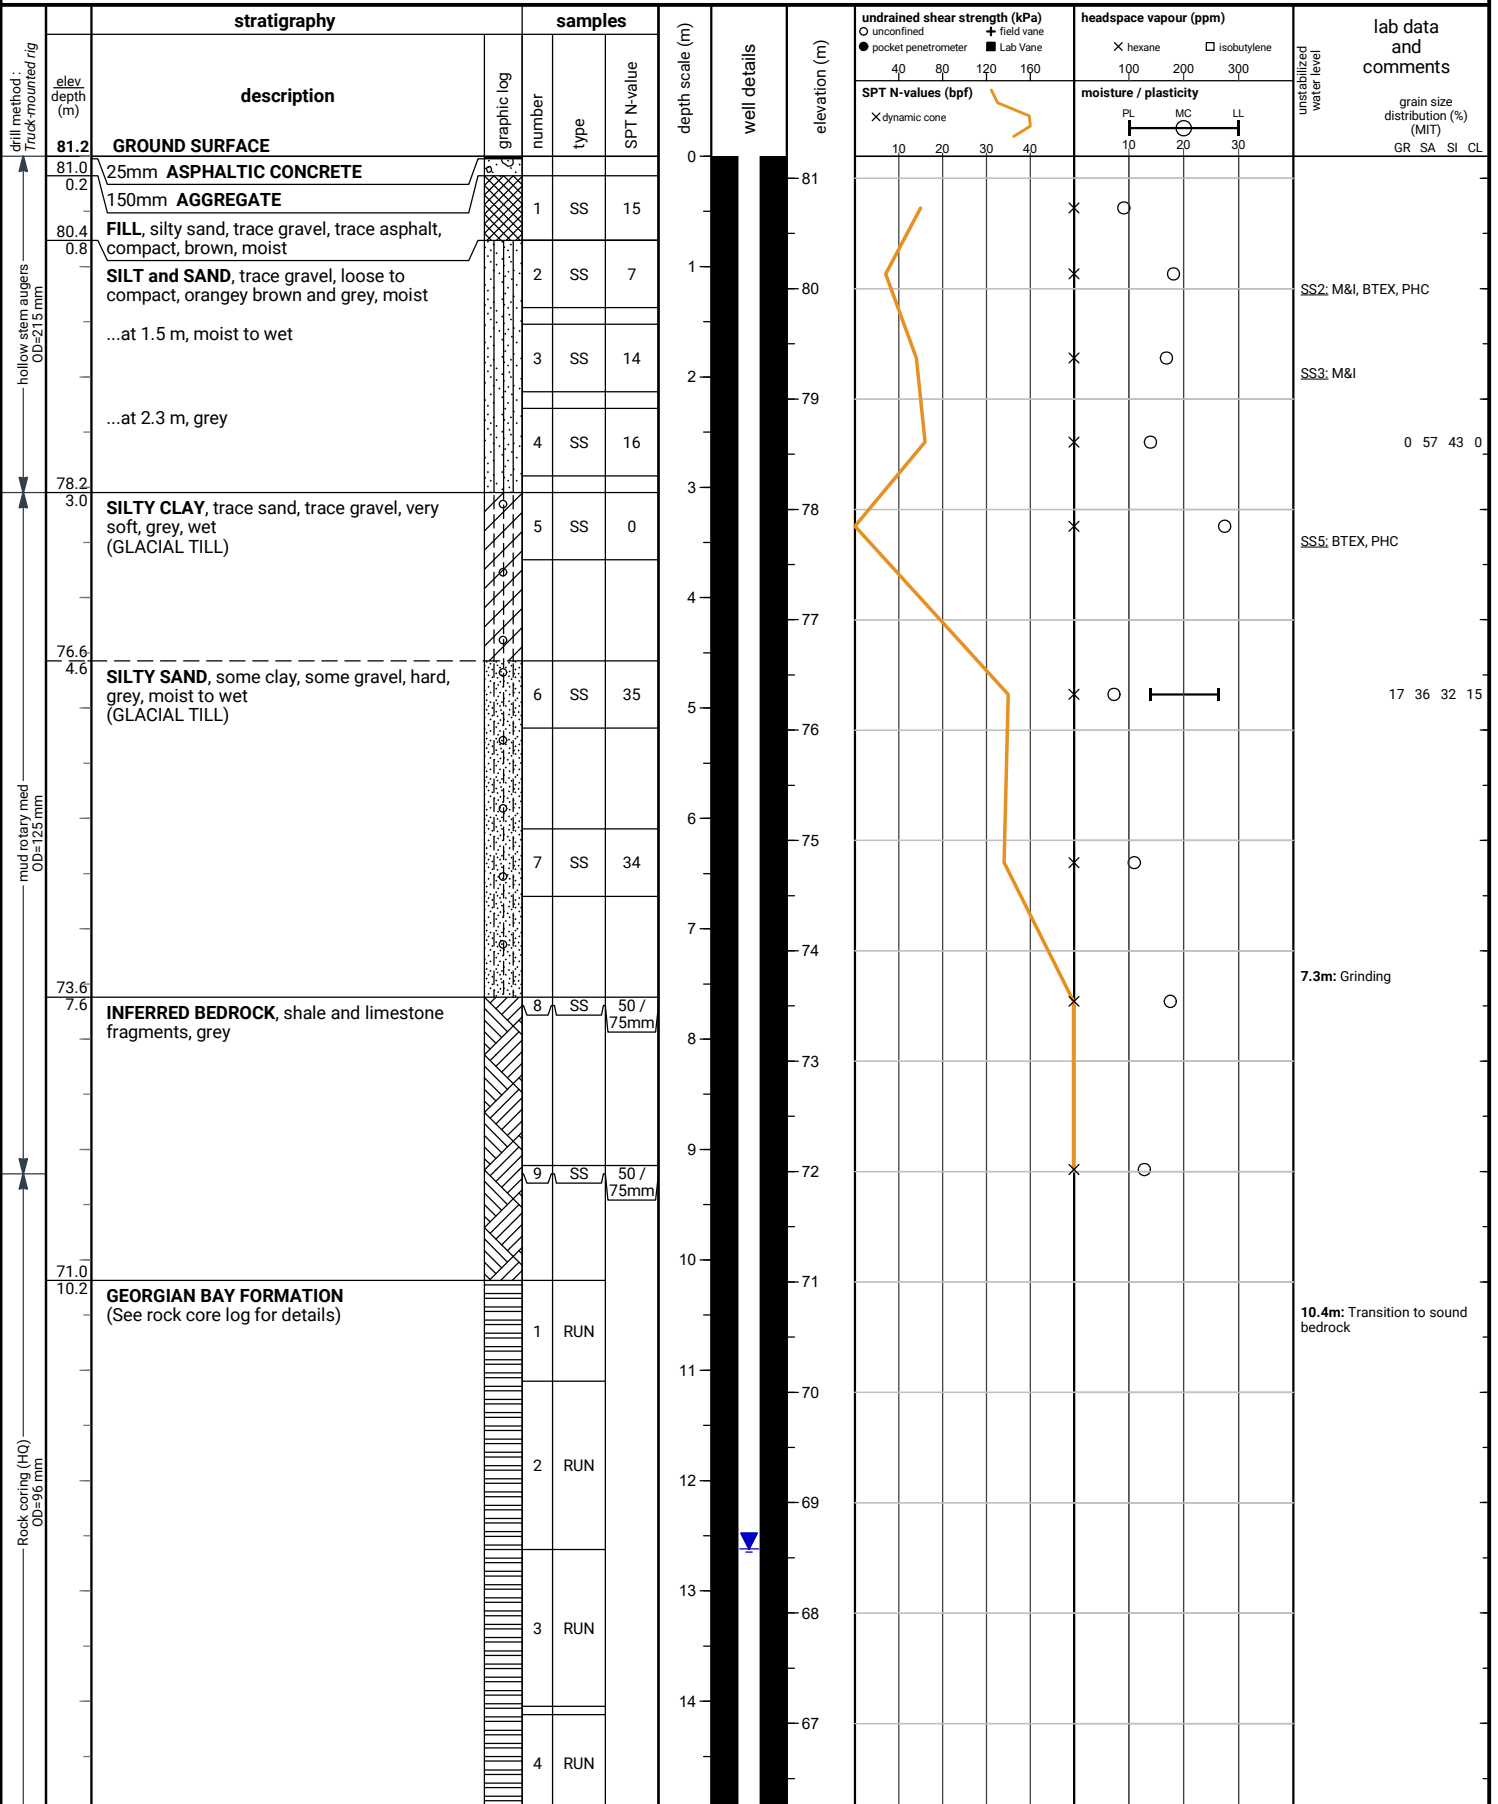 stratigraphy
samples
drill method :
Truck-mounted rig
elev
depth
(m)
description
graphic log
number
type
SPT N-value
depth scale (m)
well details
elevation (m)
undrained shear strength (kPa)
unconfined
field vane
pocket penetrometer
Lab Vane
40 80 120 160
SPT N-values (bpf)
dynamic cone
10 20 30 40
headspace vapour (ppm)
hexane
isobutylene
100 200 300
moisture / plasticity
PL MC LL
10 20 30
unstabilized
water level
lab data
and
comments
grain size
distribution (%)
(MIT)
GR SA SI CL
81.2 GROUND SURFACE
81.0
0.2
25mm ASPHALTIC CONCRETE
150mm AGGREGATE
80.4
0.8
FILL, silty sand, trace gravel, trace asphalt,
compact, brown, moist
SILT and SAND, trace gravel, loose to
compact, orangey brown and grey, moist
...at 1.5 m, moist to wet
...at 2.3 m, grey
78.2
3.0
SILTY CLAY, trace sand, trace gravel, very
soft, grey, wet
(GLACIAL TILL)
76.6
4.6
SILTY SAND, some clay, some gravel, hard,
grey, moist to wet
(GLACIAL TILL)
73.6
7.6
INFERRED BEDROCK, shale and limestone
fragments, grey
71.0
10.2
GEORGIAN BAY FORMATION
(See rock core log for details)
hollow stem augers
OD=215 mm
mud rotary med
OD=125 mm
Rock coring (HQ)
OD=96 mm
1 SS 15
2 SS 7
3 SS 14
4 SS 16
5 SS 0
6 SS 35
7 SS 34
8 SS 50 /
75mm
9 SS 50 /
75mm
1 RUN
2 RUN
3 RUN
4 RUN
0
1
2
3
4
5
6
7
8
9
10
11
12
13
14
81
80
79
78
77
76
75
74
73
72
71
70
69
68
67
SS2: M&I, BTEX, PHC
SS3: M&I
0 57 43 0
SS5: BTEX, PHC
17 36 32 15
7.3m: Grinding
10.4m: Transition to sound
bedrock